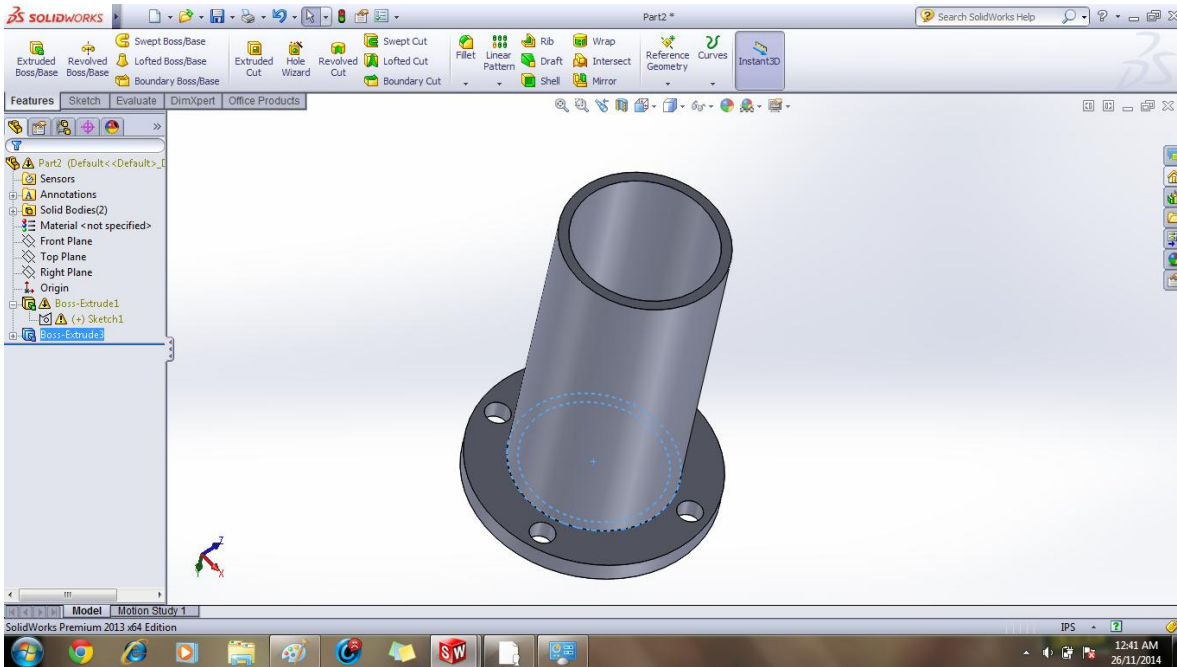 SOLIDWORKS
Part2 *
Search SolidWorks Help
Extruded Boss/Base
Revolved Boss/Base
Swept Boss/Base
Lofted Boss/Base
Boundary Boss/Base
Extruded Cut
Hole Wizard
Revolved Cut
Swept Cut
Lofted Cut
Boundary Cut
Fillet
Linear Pattern
Rib
Draft
Shell
Wrap
Intersect
Mirror
Reference Geometry
Curves
Instant3D
Features Sketch Evaluate DimXpert Office Products
Part2 (Default<<Default>_D
Sensors
Annotations
Solid Bodies(2)
Material <not specified>
Front Plane
Top Plane
Right Plane
Origin
Boss-Extrude1
(+) Sketch1
Boss-Extrude3
Z
X
Y
Model Motion Study 1
SolidWorks Premium 2013 x64 Edition
IPS
SW
12:41 AM
26/11/2014